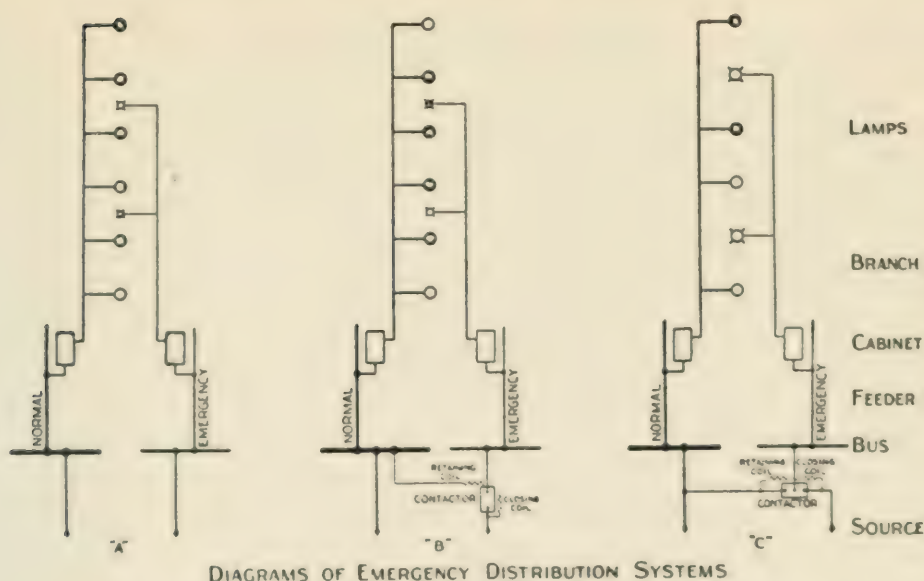 LAMPS
BRANCH
CABINET
NORMAL
EMERGENCY
NORMAL
EMERGENCY
NORMAL
EMERGENCY
FEEDER
BUS
RETAINING COIL
CONTACTOR
CLOSING COIL
RETAINING COIL
CLOSING COIL
CONTACTOR
SOURCE
"A"
"B"
"C"
DIAGRAMS OF EMERGENCY DISTRIBUTION SYSTEMS